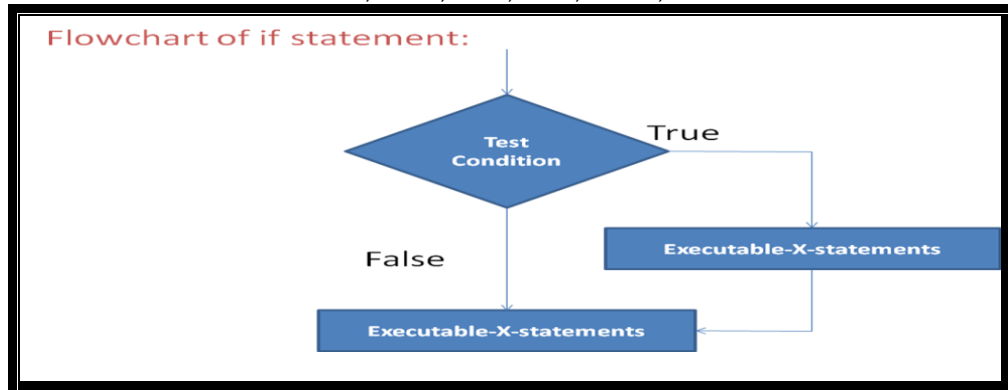 Flowchart of if statement:
Test
Condition
True
Executable-X-statements
False
Executable-X-statements